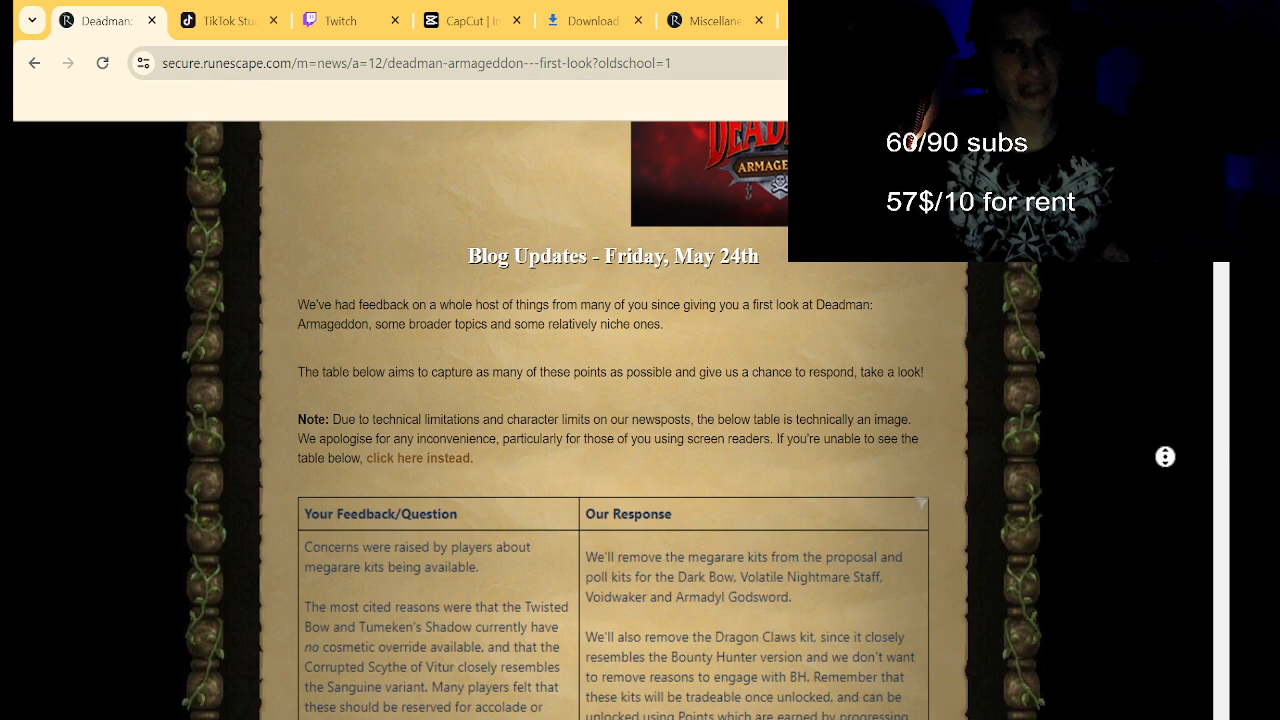 Deadman:
TikTok Stu
Twitch
CapCut | In
Download
Miscellane
secure.runescape.com/m=news/a=12/deadman-armageddon---first-look?oldschool=1
60/90 subs
57$/10 for rent
Blog Updates - Friday, May 24th
We've had feedback on a whole host of things from many of you since giving you a first look at Deadman:
Armageddon, some broader topics and some relatively niche ones.
The table below aims to capture as many of these points as possible and give us a chance to respond, take a look!
Note: Due to technical limitations and character limits on our newsposts, the below table is technically an image.
We apologise for any inconvenience, particularly for those of you using screen readers. If you're unable to see the
table below, click here instead.
Your Feedback/Question
Our Response
Concerns were raised by players about
megarare kits being available.
The most cited reasons were that the Twisted
Bow and Tumeken's Shadow currently have
no cosmetic override available, and that the
Corrupted Scythe of Vitur closely resembles
the Sanguine variant. Many players felt that
these should be reserved for accolade or
We'll remove the megarare kits from the proposal and
poll kits for the Dark Bow, Volatile Nightmare Staff,
Voidwaker and Armadyl Godsword.
We'll also remove the Dragon Claws kit, since it closely
resembles the Bounty Hunter version and we don't want
to remove reasons to engage with BH. Remember that
these kits will be tradeable once unlocked, and can be
unlocked using Points which are earned by progressing